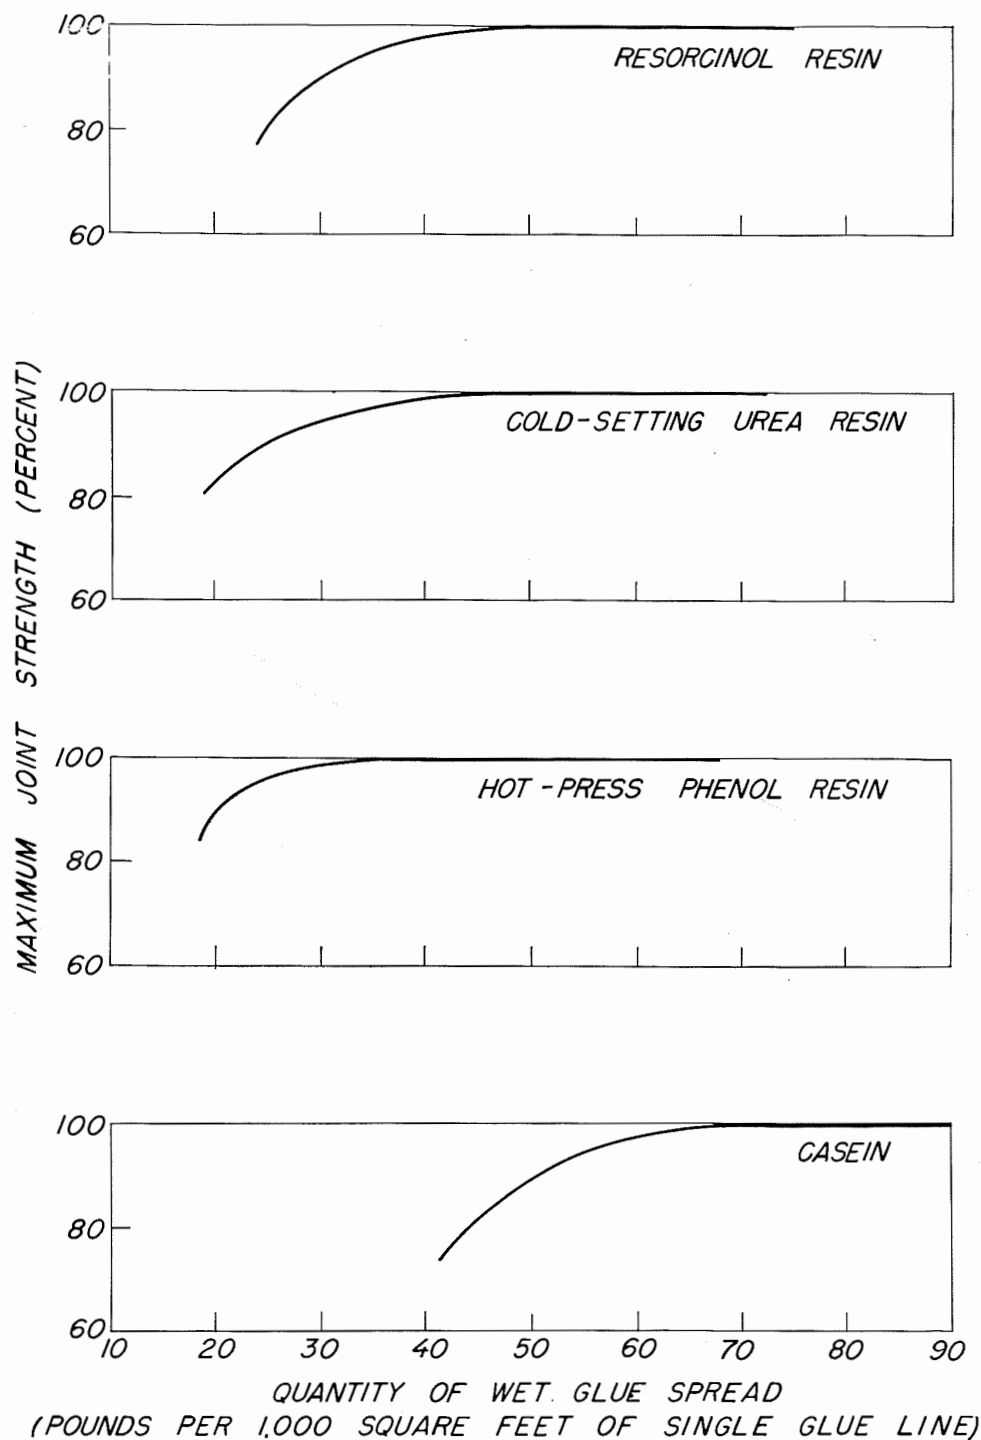 100
RESORCINOL RESIN
80
60
MAXIMUM JOINT STRENGTH (PERCENT)
100
COLD-SETTING UREA RESIN
80
60
100
HOT-PRESS PHENOL RESIN
80
60
100
CASEIN
80
60
10 20 30 40 50 60 70 80 90
QUANTITY OF WET. GLUE SPREAD
(POUNDS PER 1,000 SQUARE FEET OF SINGLE GLUE LINE)